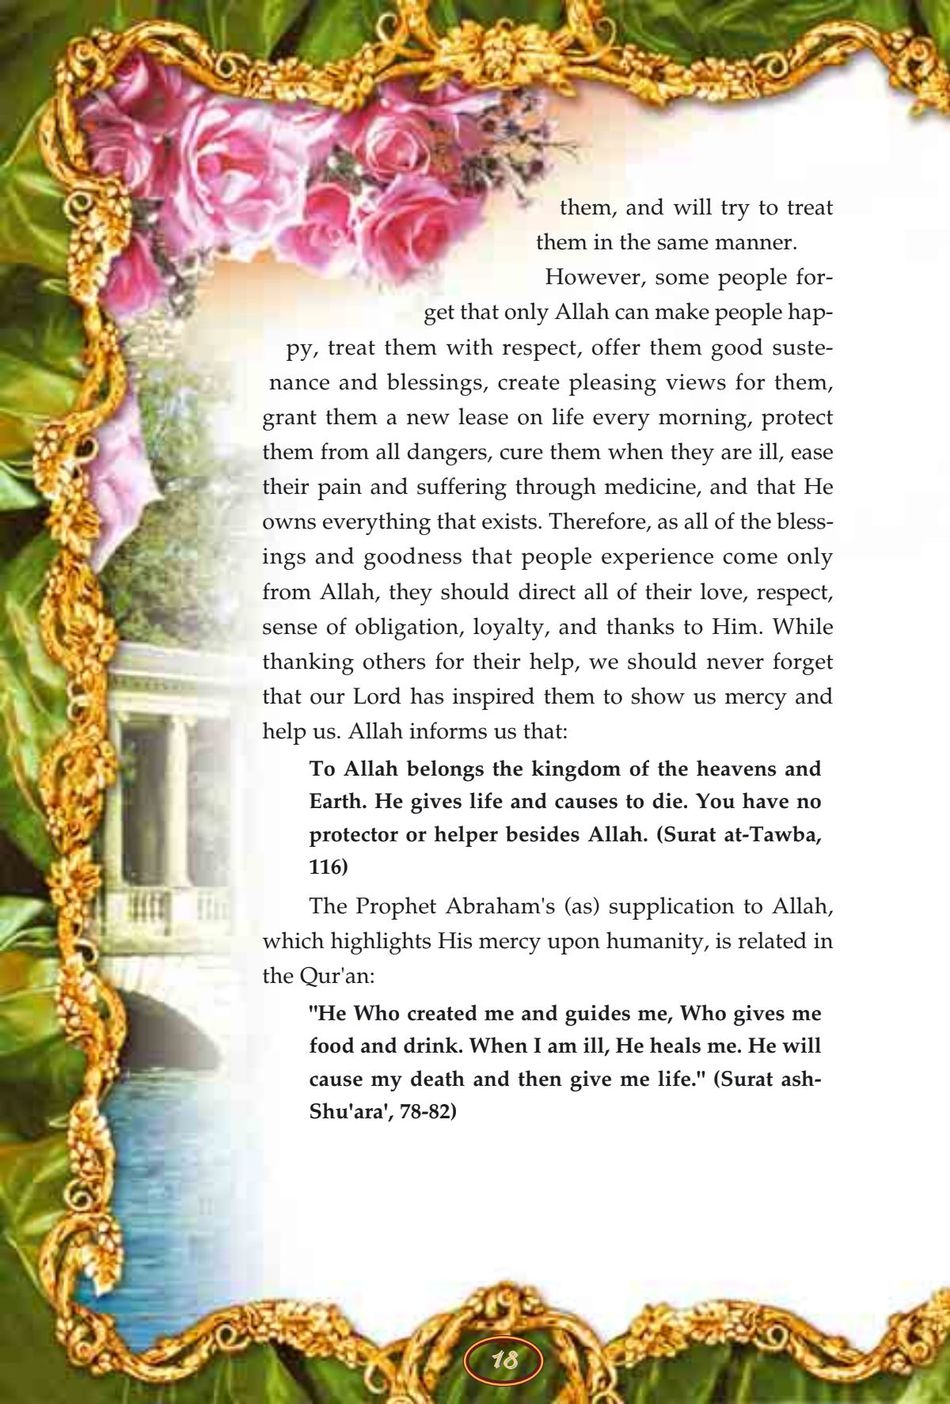 them, and will try to treat
them in the same manner.
However, some people for-
get that only Allah can make people hap-
py, treat them with respect, offer them good suste-
nance and blessings, create pleasing views for them,
grant them a new lease on life every morning, protect
them from all dangers, cure them when they are ill, ease
their pain and suffering through medicine, and that He
owns everything that exists. Therefore, as all of the bless-
ings and goodness that people experience come only
from Allah, they should direct all of their love, respect,
sense of obligation, loyalty, and thanks to Him. While
thanking others for their help, we should never forget
that our Lord has inspired them to show us mercy and
help us. Allah informs us that:
To Allah belongs the kingdom of the heavens and
Earth. He gives life and causes to die. You have no
protector or helper besides Allah. (Surat at-Tawba,
116)
The Prophet Abraham's (as) supplication to Allah,
which highlights His mercy upon humanity, is related in
the Qur'an:
"He Who created me and guides me, Who gives me
food and drink. When I am ill, He heals me. He will
cause my death and then give me life." (Surat ash-
Shu'ara', 78-82)
18